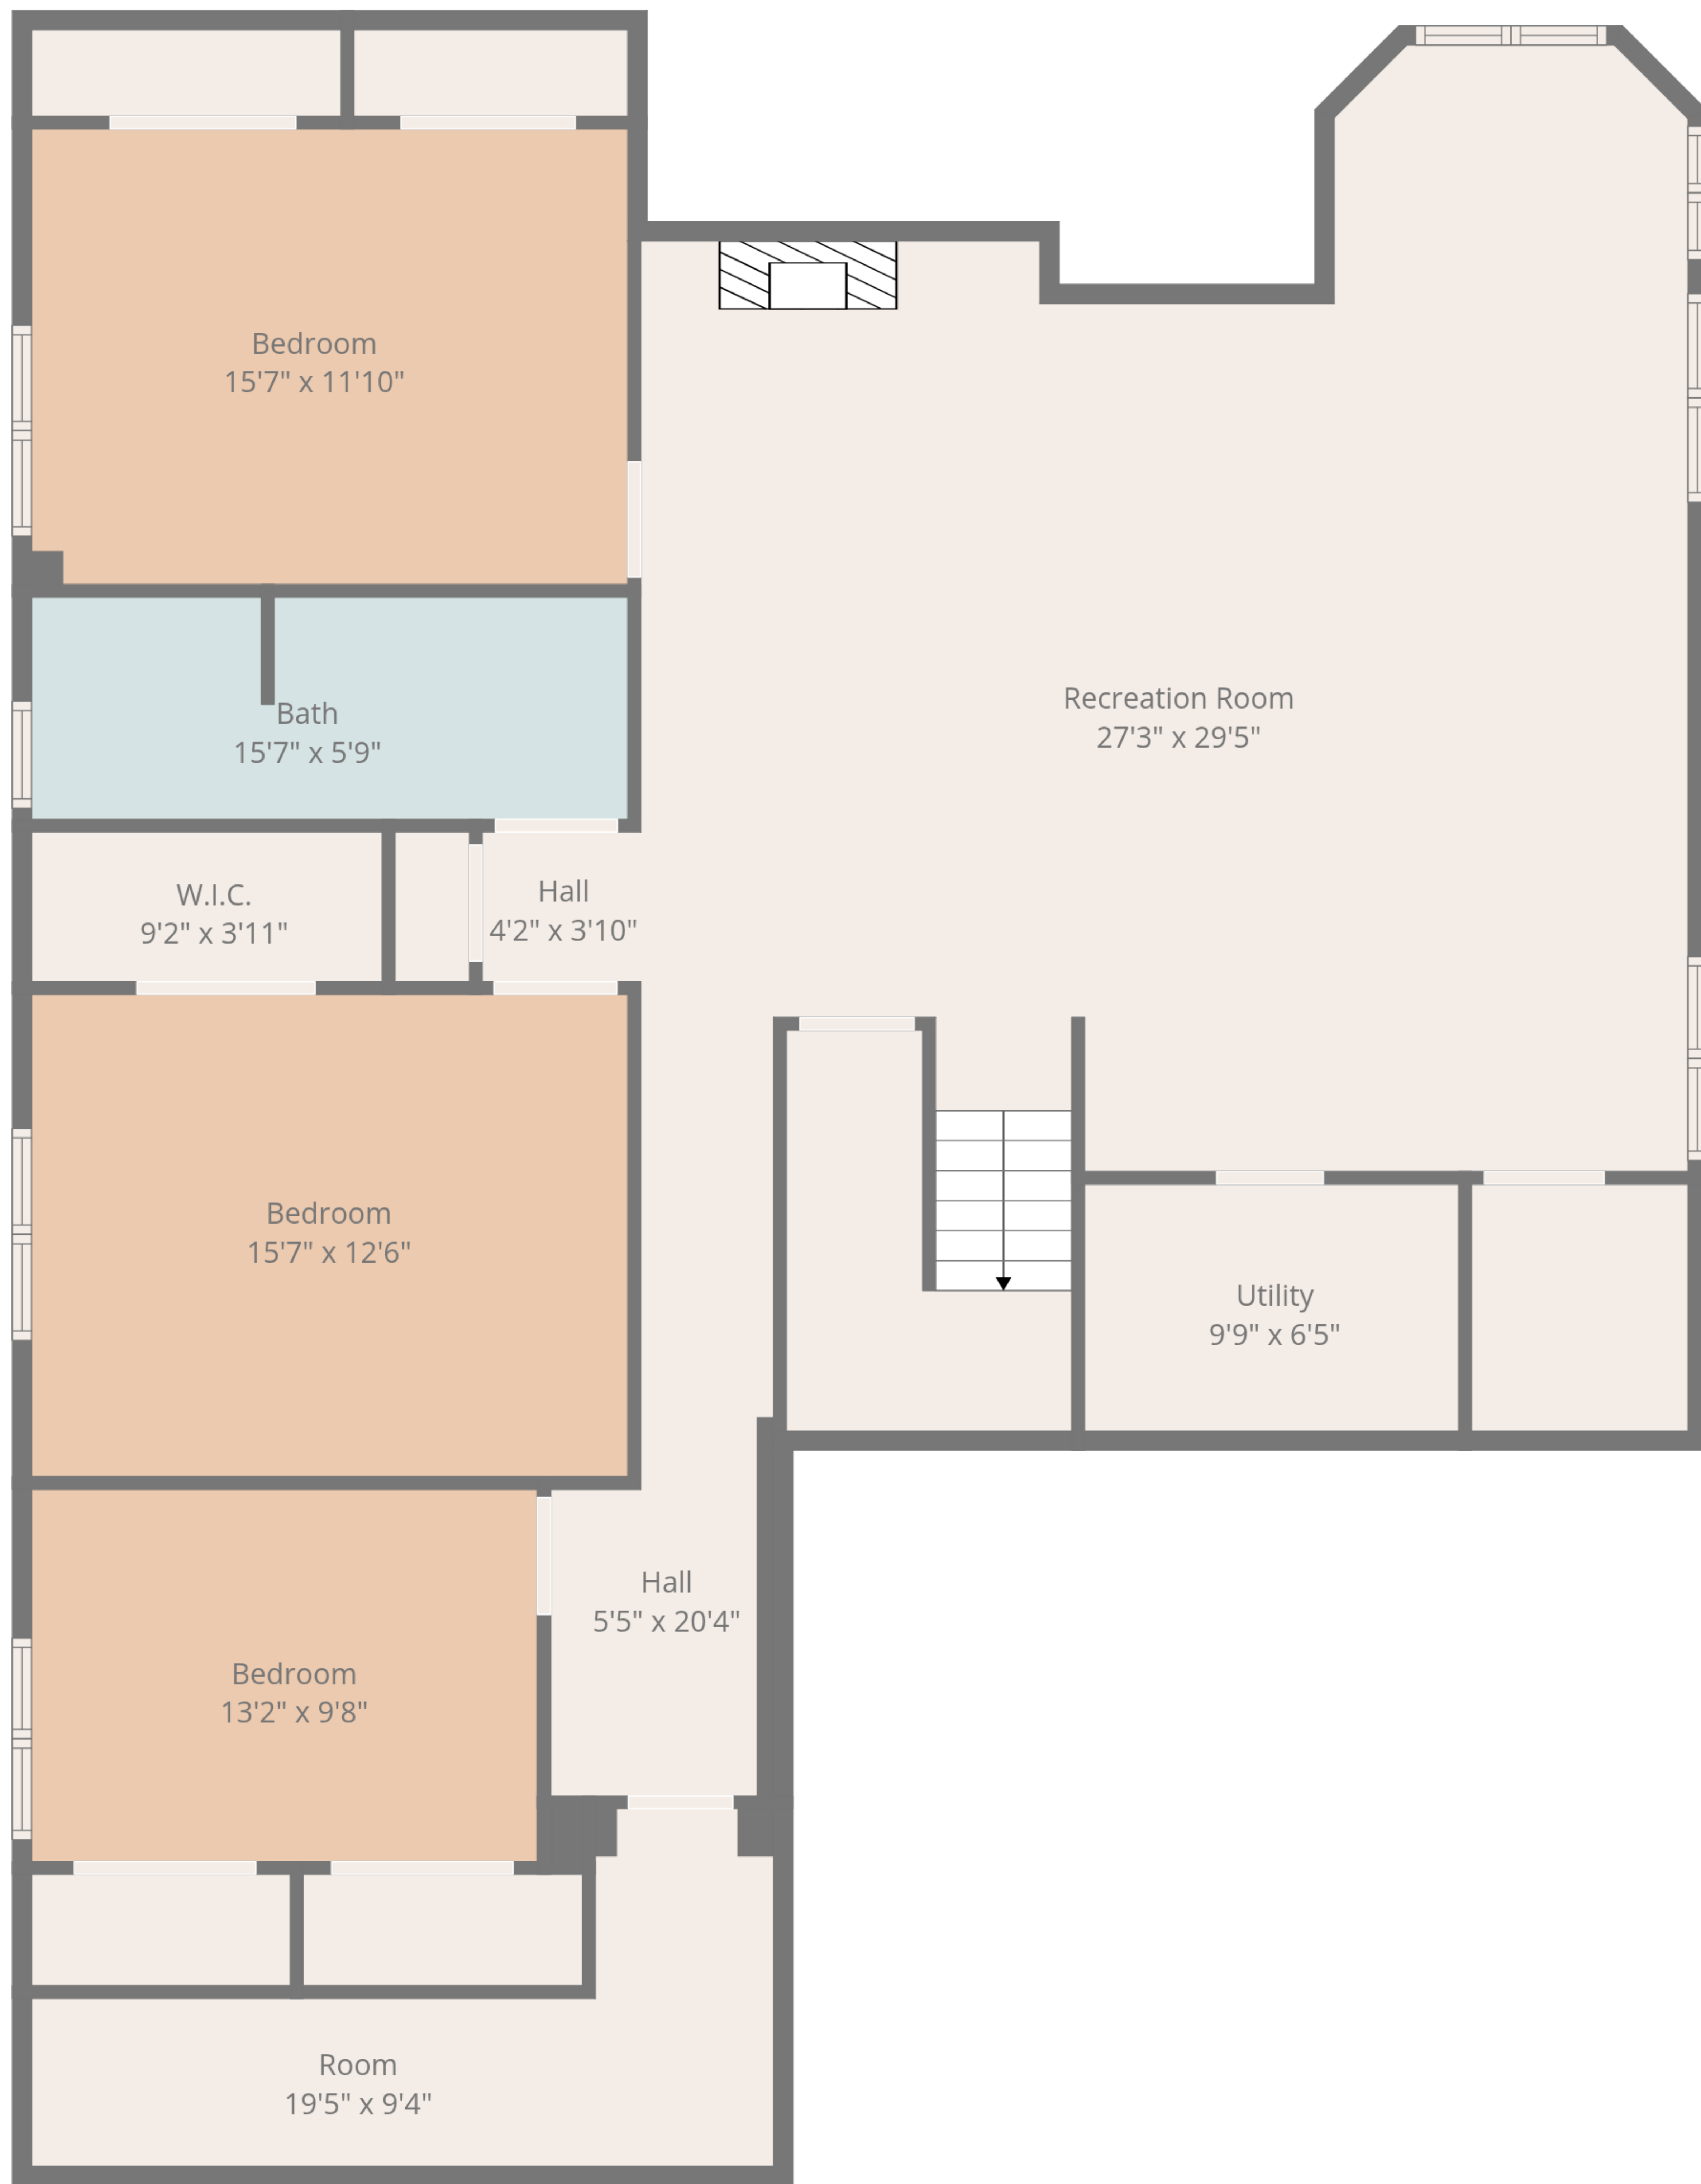 Bedroom
15'7" x 11'10"
Recreation Room
27'3" x 29'5"
Bath
15'7" x 5'9"
W.I.C.
9'2" x 3'11"
Hall
4'2" x 3'10"
Bedroom
15'7" x 12'6"
Utility
9'9" x 6'5"
Hall
5'5" x 20'4"
Bedroom
13'2" x 9'8"
Room
19'5" x 9'4"